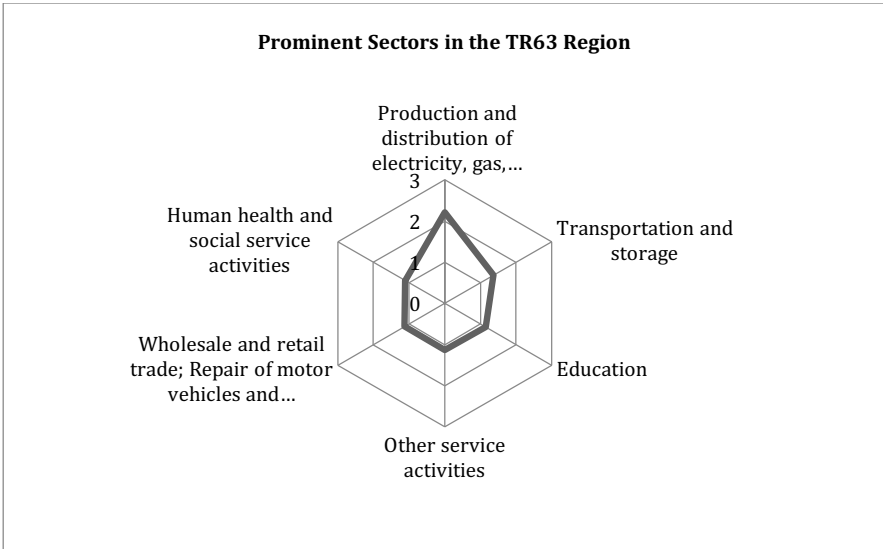 Prominent Sectors in the TR63 Region
Production and
distribution of
electricity, gas,…
3
2
1
0
Transportation and
storage
Education
Other service
activities
Wholesale and retail
trade; Repair of motor
vehicles and…
Human health and
social service
activities